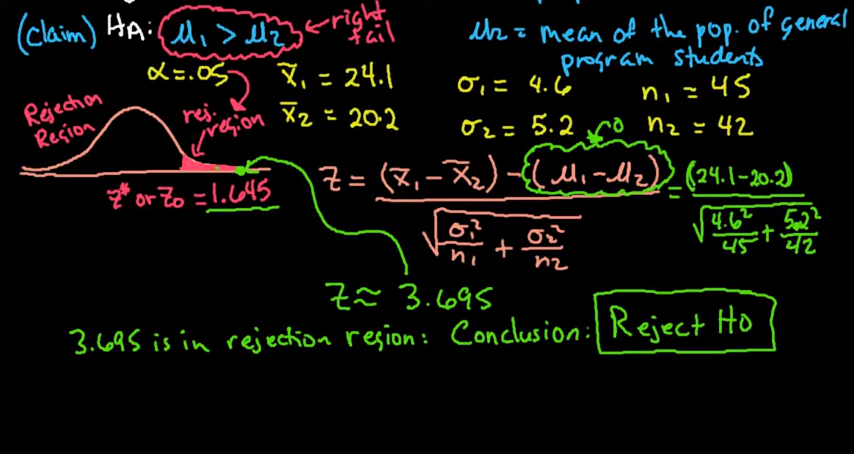 (Claim) HA: μ1 > μ2 ← right tail
μ2 = mean of the pop. of general program students
α = .05
x̄1 = 24.1
σ1 = 4.6 n1 = 45
x̄2 = 20.2
σ2 = 5.2 n2 = 42
0
Rejection Region
rej. region
z* or z0 = 1.645
Z = (x̄1 - x̄2) - (μ1 - μ2) / √(σ1²/n1 + σ2²/n2) = (24.1 - 20.2) / √(4.6²/45 + 5.2²/42)
Z ≈ 3.695
3.695 is in rejection region: Conclusion: Reject H0